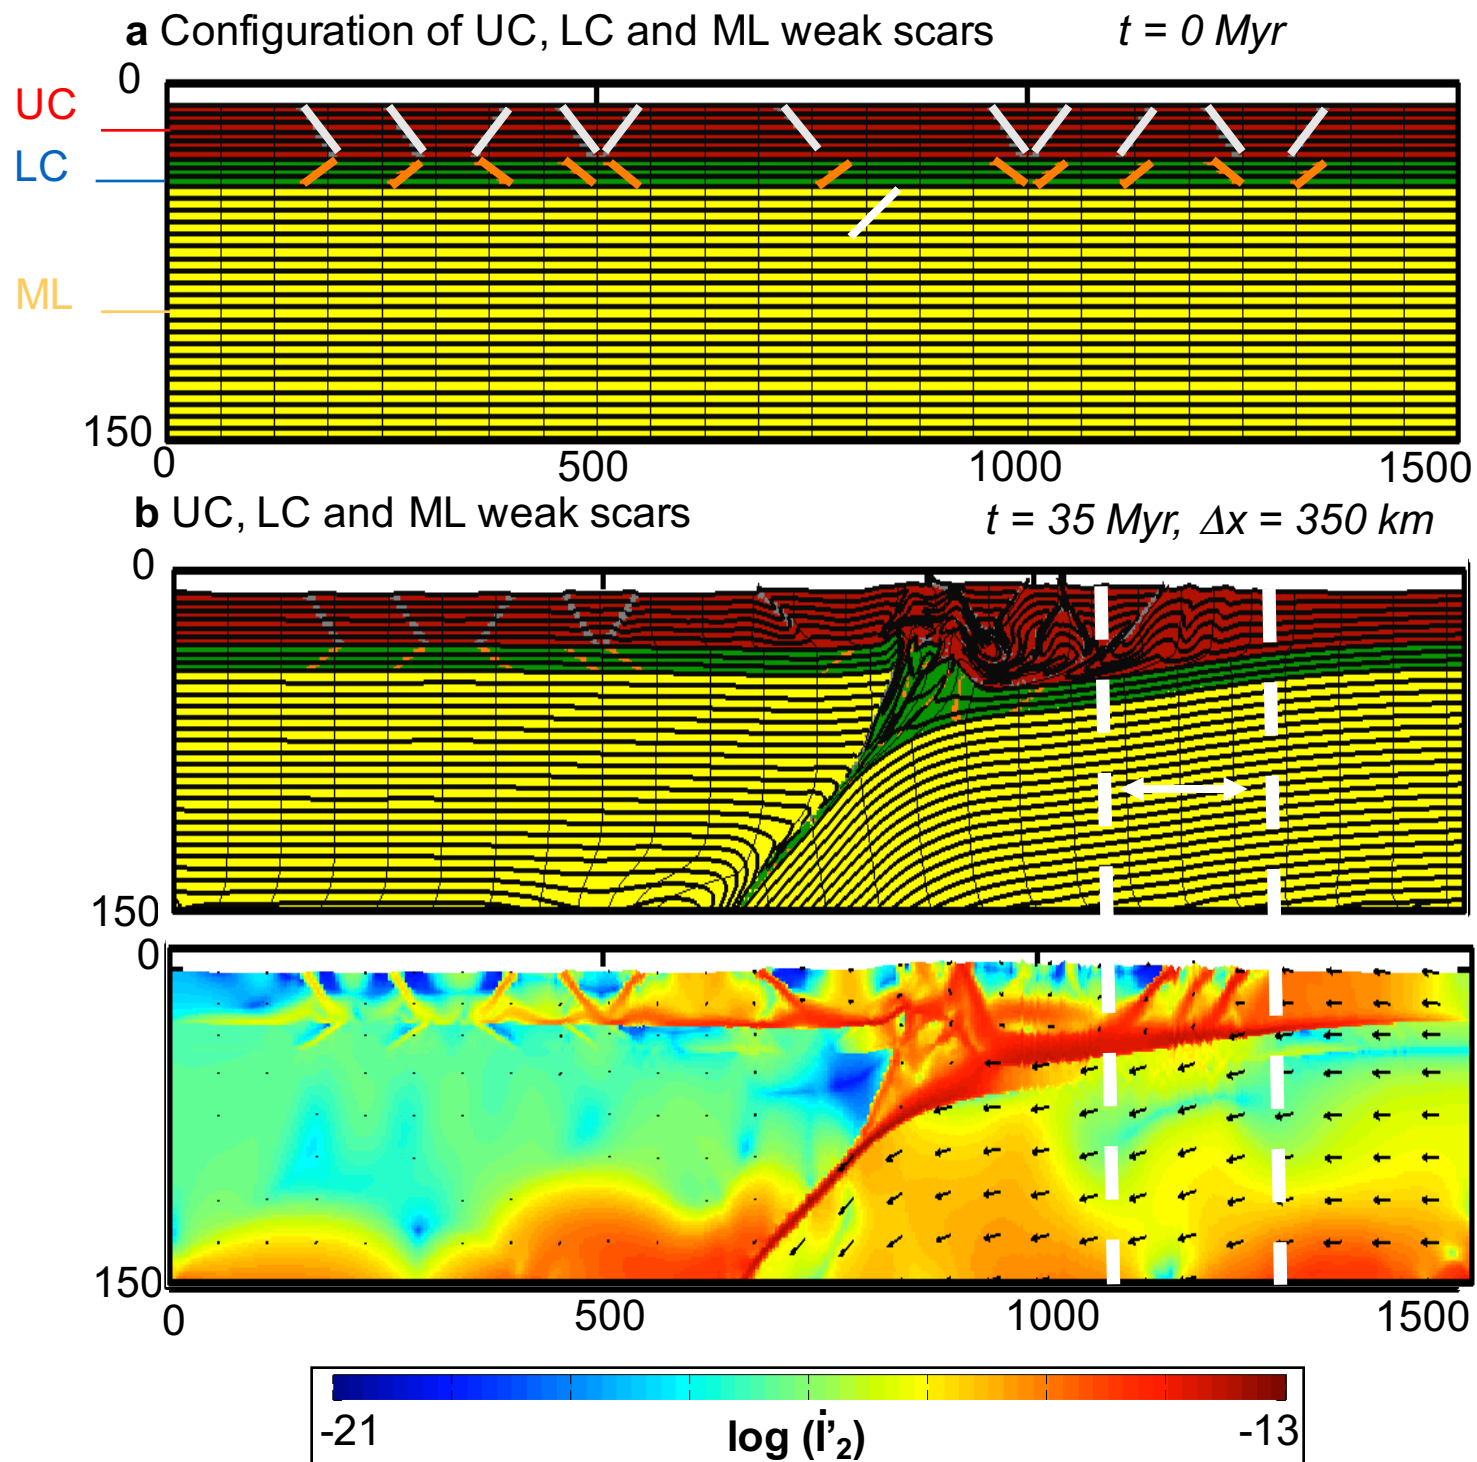 a Configuration of UC, LC and ML weak scars t = 0 Myr
0
UC
LC
ML
150
0 500 1000 1500
b UC, LC and ML weak scars t = 35 Myr, Δx = 350 km
0
150
0
150
0 500 1000 1500
-21 log (İ'₂) -13